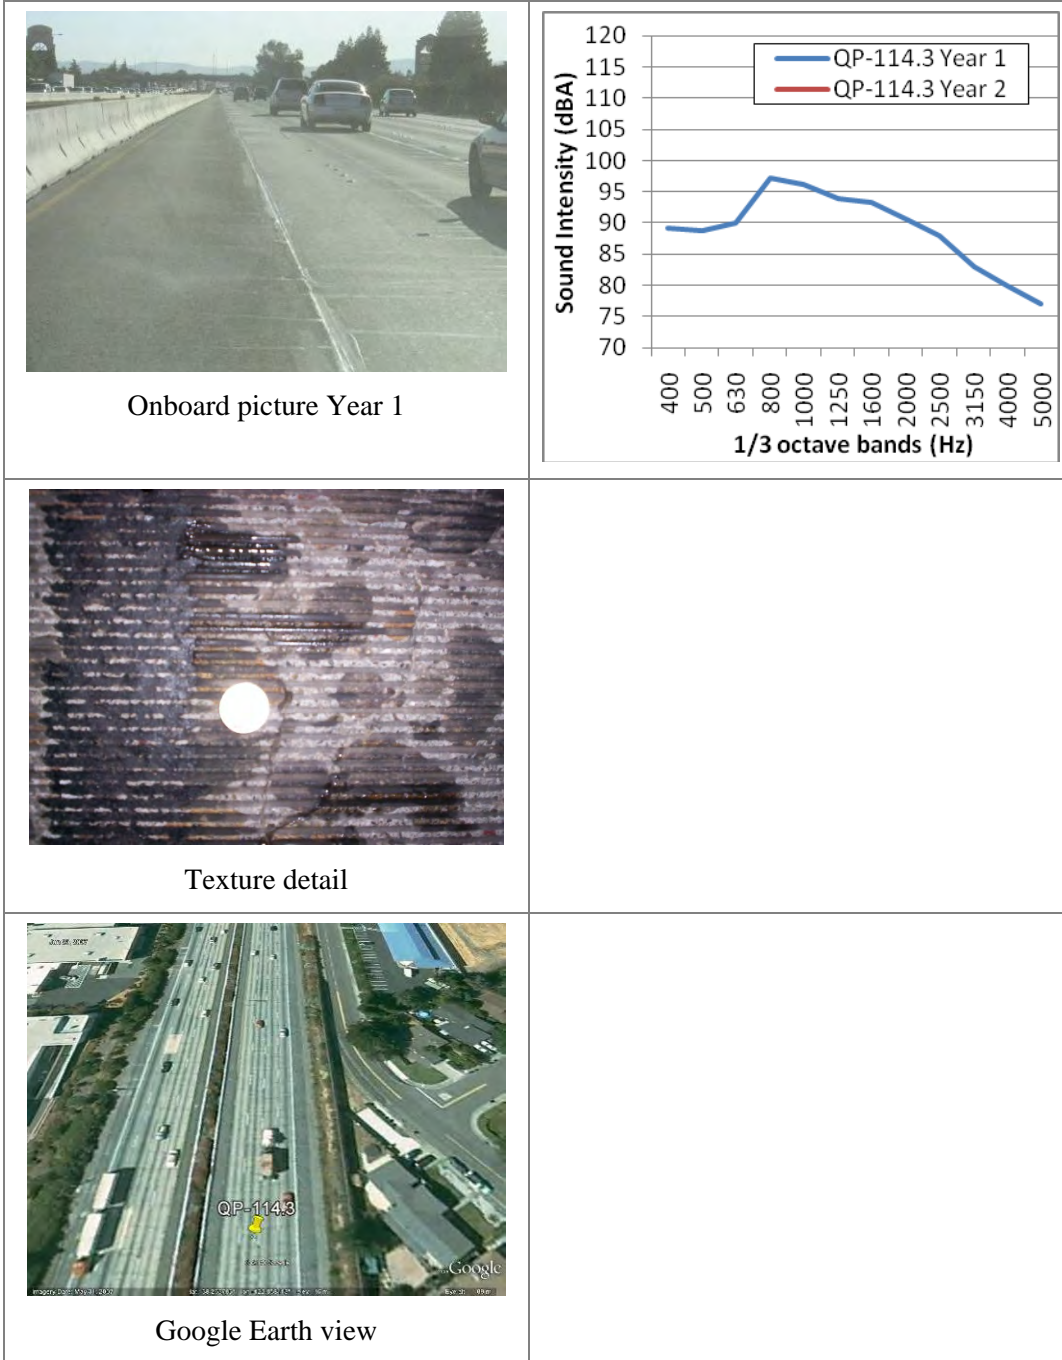 120
115
110
105
100
95
90
85
80
75
70
Sound Intensity (dBA)
QP-114.3 Year 1
QP-114.3 Year 2
400
500
630
800
1000
1250
1600
2000
2500
3150
4000
5000
1/3 octave bands (Hz)
Onboard picture Year 1
Texture detail
QP-114.3
Google
Google Earth view